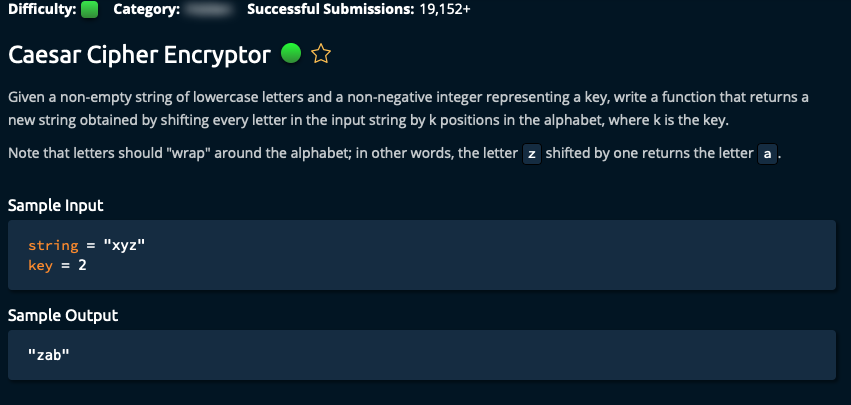 Difficulty: Category: Successful Submissions: 19,152+
Caesar Cipher Encryptor
Given a non-empty string of lowercase letters and a non-negative integer representing a key, write a function that returns a
new string obtained by shifting every letter in the input string by k positions in the alphabet, where k is the key.
Note that letters should "wrap" around the alphabet; in other words, the letter z shifted by one returns the letter a .
Sample Input
string = "xyz"
key = 2
Sample Output
"zab"